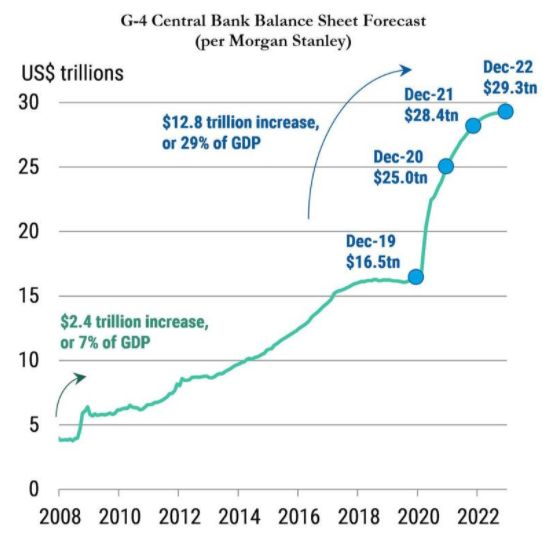 G-4 Central Bank Balance Sheet Forecast
(per Morgan Stanley)
US$ trillions
Dec-22
$29.3tn
Dec-21
$28.4tn
$12.8 trillion increase,
or 29% of GDP
Dec-20
$25.0tn
Dec-19
$16.5tn
$2.4 trillion increase,
or 7% of GDP
30
25
20
15
10
5
0
2008 2010 2012 2014 2016 2018 2020 2022